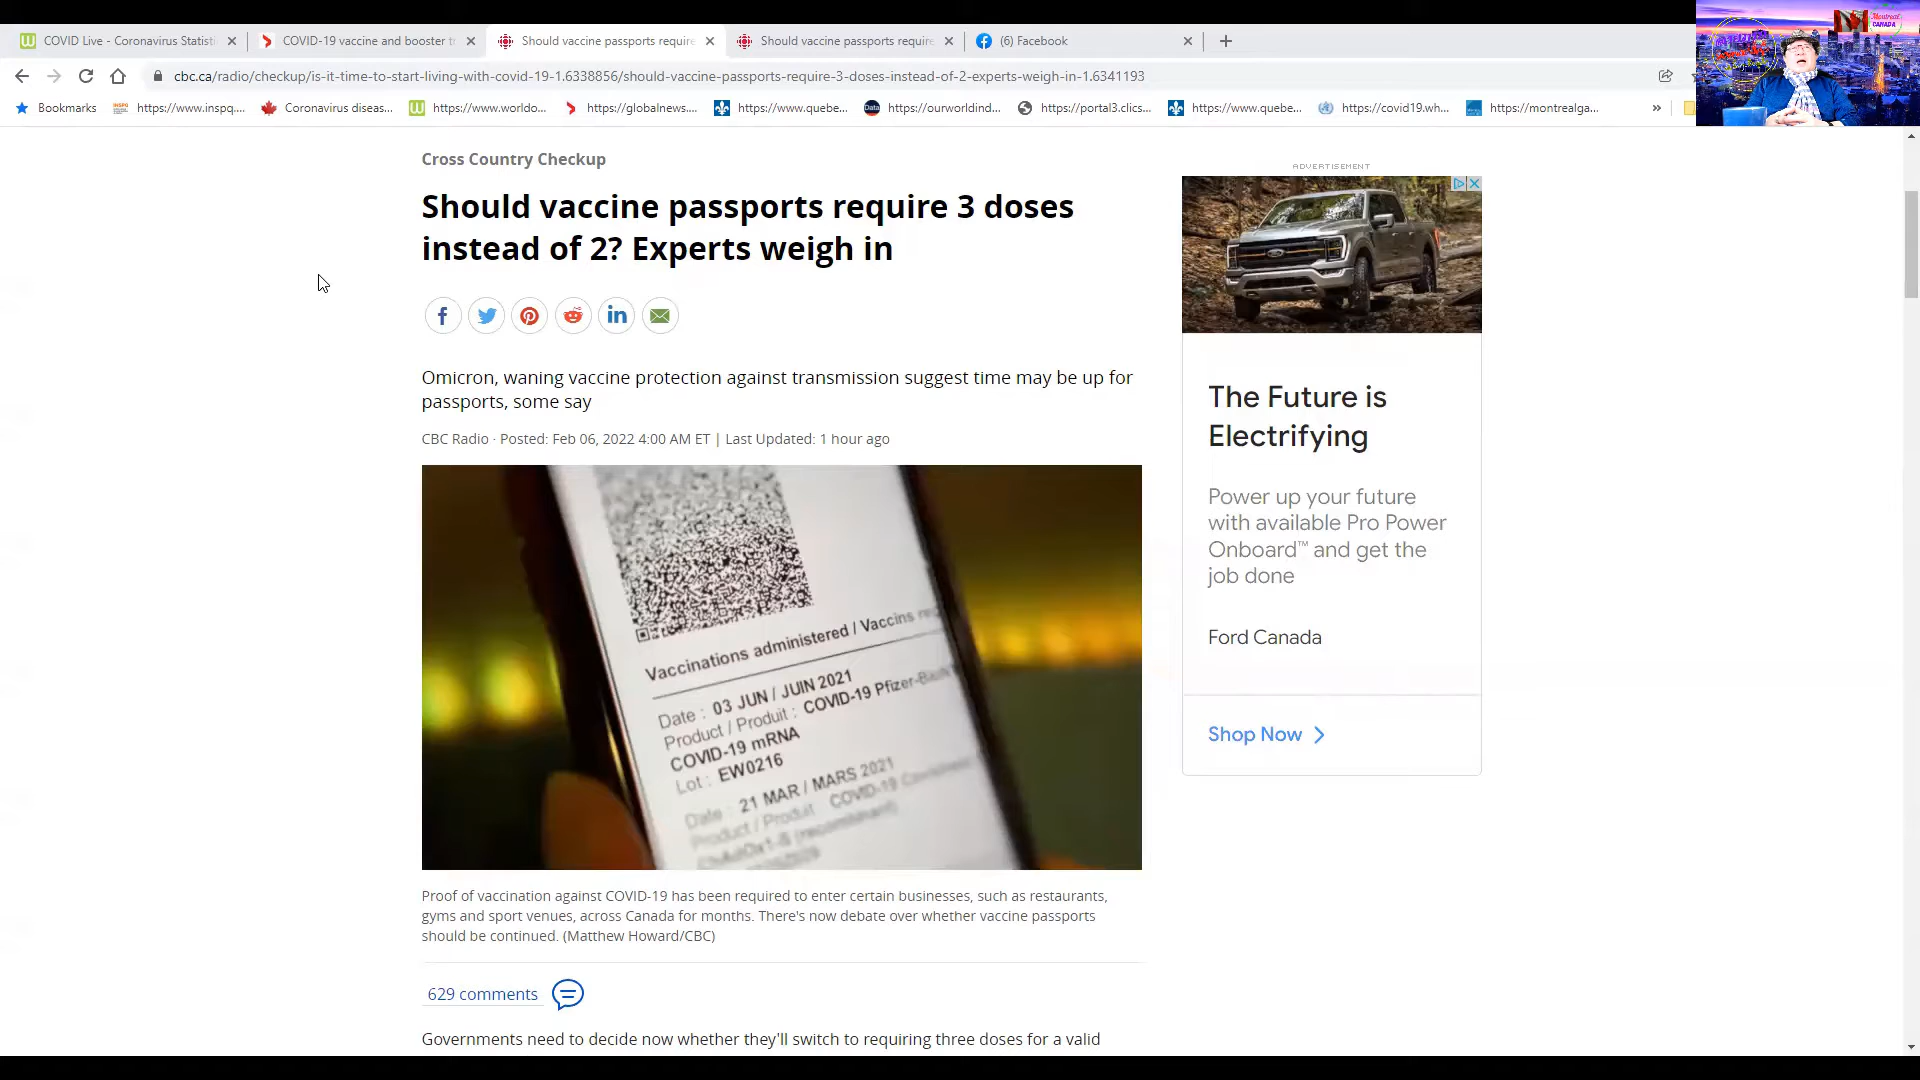 COVID Live - Coronavirus Statisti
COVID-19 vaccine and booster tr
Should vaccine passports require
Should vaccine passports require
(6) Facebook
cbc.ca/radio/checkup/is-it-time-to-start-living-with-covid-19-1.6338856/should-vaccine-passports-require-3-doses-instead-of-2-experts-weigh-in-1.6341193
Bookmarks
https://www.inspq....
Coronavirus diseas...
https://www.worldo...
https://globalnews....
https://www.quebe...
https://ourworldind...
https://portal3.clics...
https://www.quebe...
https://covid19.wh...
https://montrealga...
Montreal
CANADA
Cross Country Checkup
Should vaccine passports require 3 doses
instead of 2? Experts weigh in
Omicron, waning vaccine protection against transmission suggest time may be up for
passports, some say
CBC Radio · Posted: Feb 06, 2022 4:00 AM ET | Last Updated: 1 hour ago
Vaccinations administered / Vaccins
Date : 03 JUN / JUIN 2021
Product / Produit : COVID-19 Pfizer-
COVID-19 mRNA
Lot : EW0216
Date : 21 MAR / MARS 2021
Product / Produit : COVID-19
Proof of vaccination against COVID-19 has been required to enter certain businesses, such as restaurants,
gyms and sport venues, across Canada for months. There's now debate over whether vaccine passports
should be continued. (Matthew Howard/CBC)
629 comments
Governments need to decide now whether they'll switch to requiring three doses for a valid
ADVERTISEMENT
The Future is
Electrifying
Power up your future
with available Pro Power
Onboard™ and get the
job done
Ford Canada
Shop Now